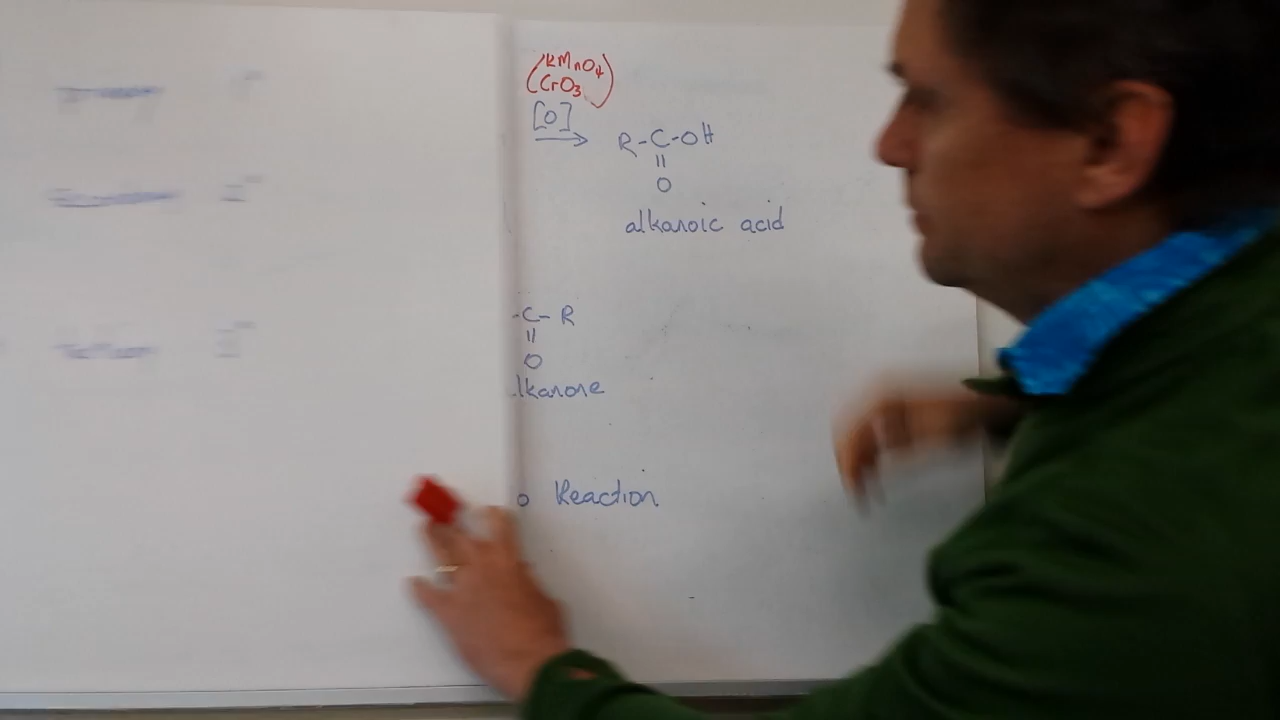 (KMnO4
CrO3)
[O]
R-C-OH
||
O
alkanoic acid
-C-R
||
O
lkanone
o Reaction